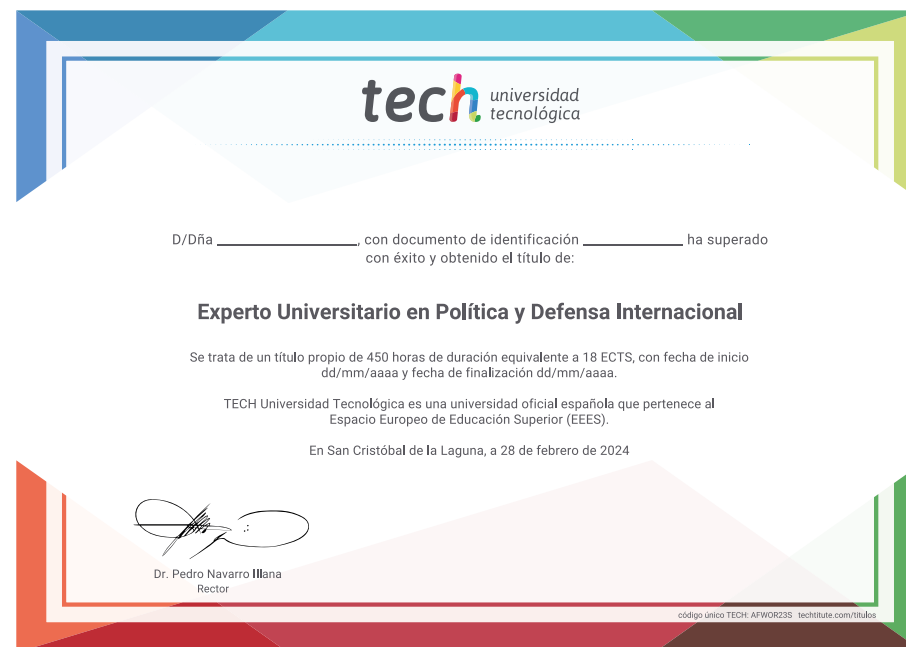 tech universidad
tecnológica
D/Dña ____________________, con documento de identificación ______________ ha superado
con éxito y obtenido el título de:
Experto Universitario en Política y Defensa Internacional
Se trata de un título propio de 450 horas de duración equivalente a 18 ECTS, con fecha de inicio
dd/mm/aaaa y fecha de finalización dd/mm/aaaa.
TECH Universidad Tecnológica es una universidad oficial española que pertenece al
Espacio Europeo de Educación Superior (EEES).
En San Cristóbal de la Laguna, a 28 de febrero de 2024
Dr. Pedro Navarro Illana
Rector
código único TECH: AFWOR23S techtitute.com/titulos